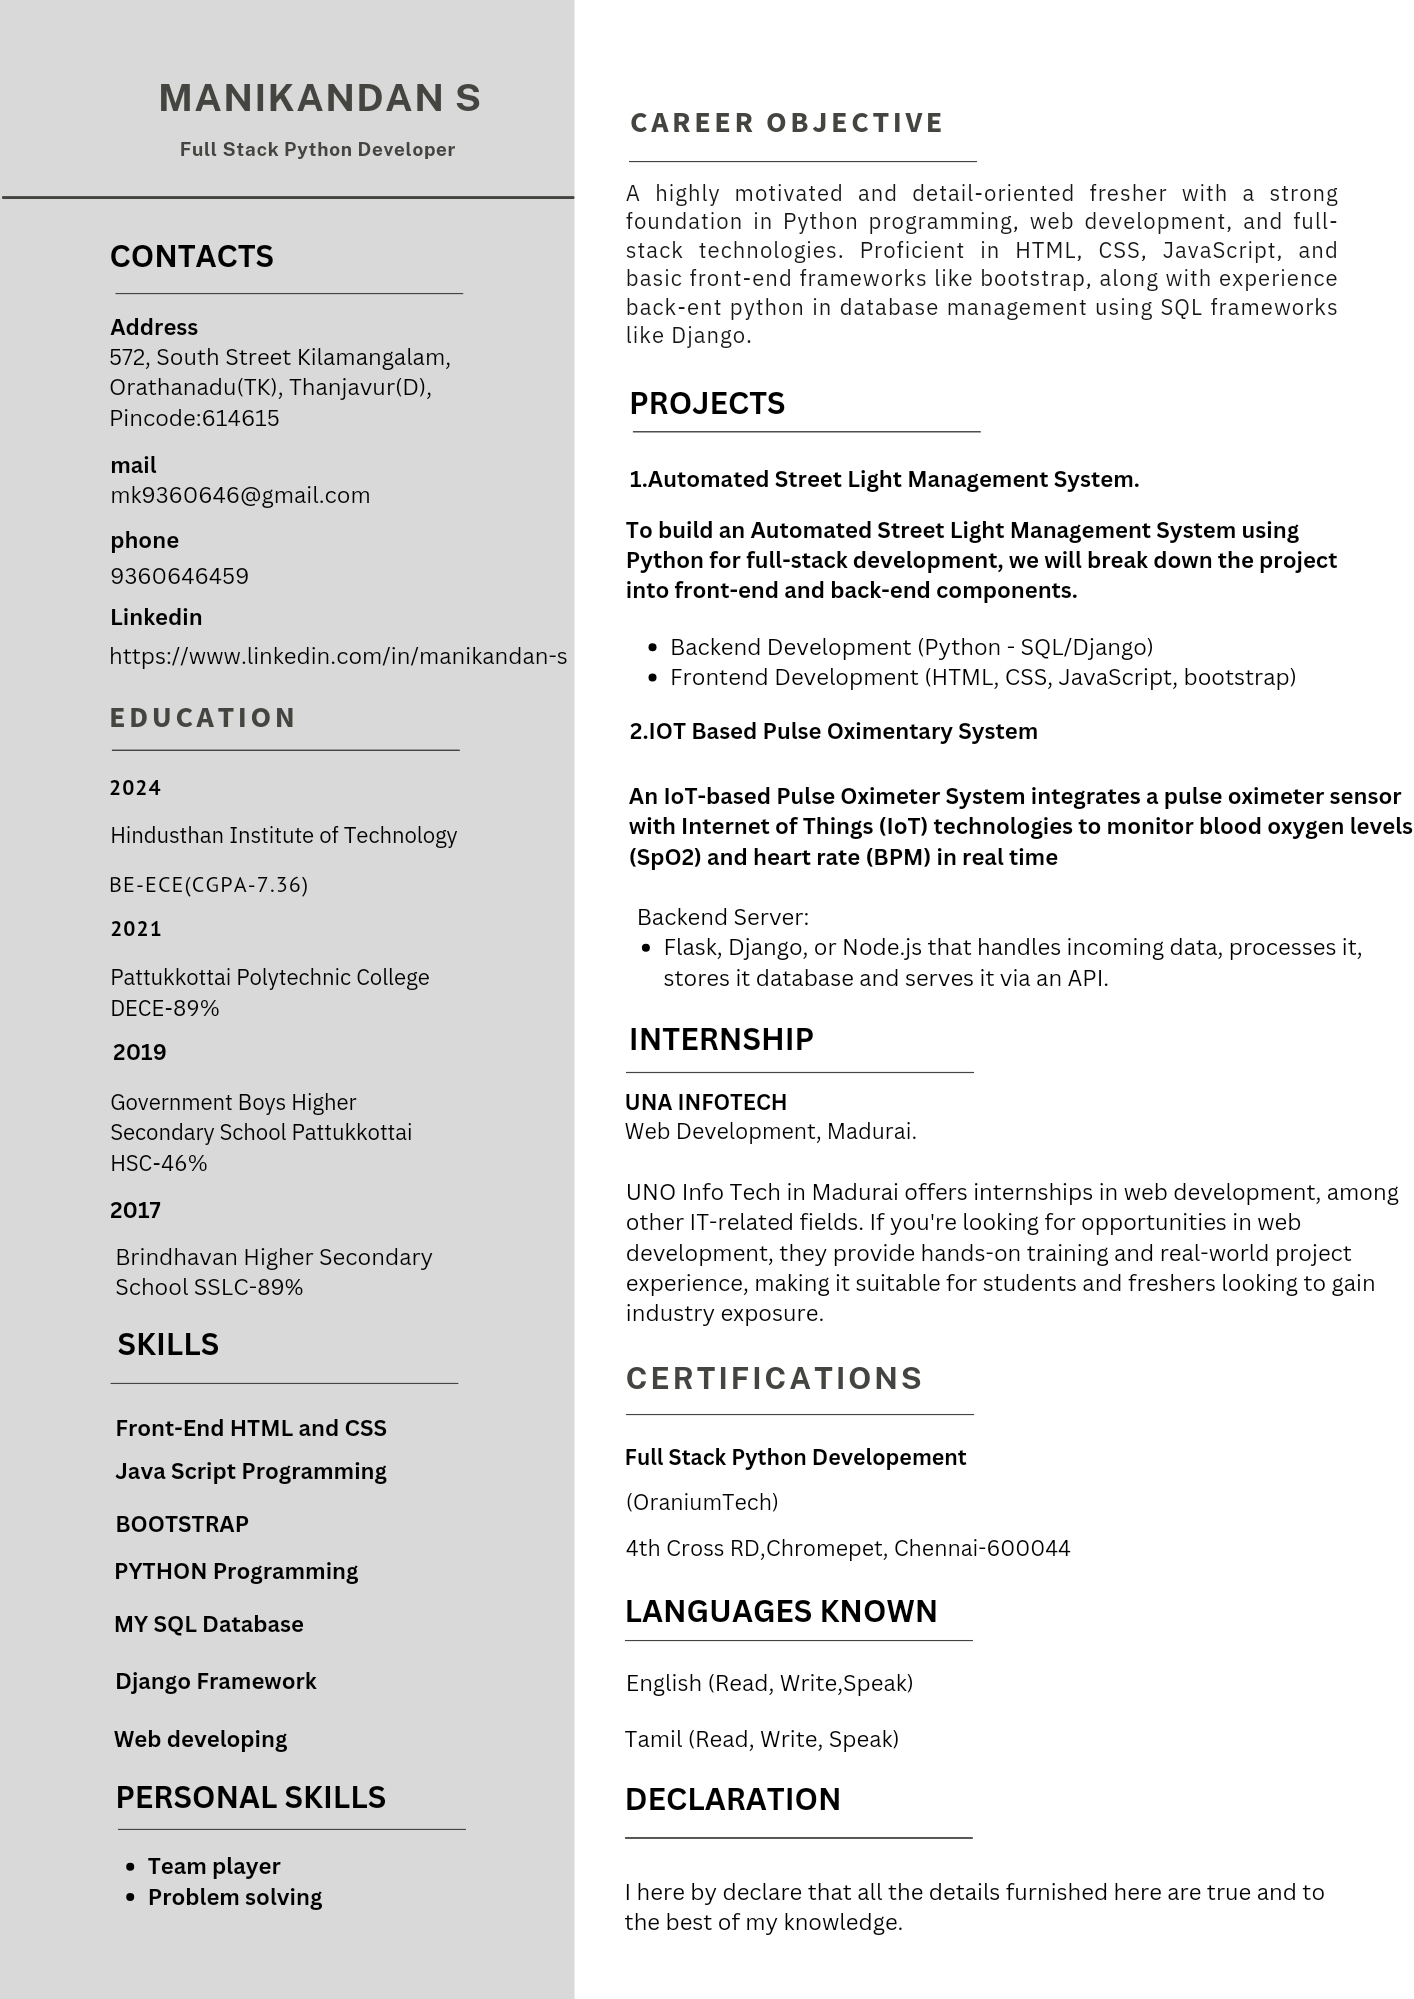 MANIKANDAN S
Full Stack Python Developer
CONTACTS
Address
572, South Street Kilamangalam,
Orathanadu(TK), Thanjavur(D),
Pincode:614615
mail
mk9360646@gmail.com
phone
9360646459
Linkedin
https://www.linkedin.com/in/manikandan-s
EDUCATION
2024
Hindusthan Institute of Technology
BE-ECE(CGPA-7.36)
2021
Pattukkottai Polytechnic College
DECE-89%
2019
Government Boys Higher
Secondary School Pattukkottai
HSC-46%
2017
Brindhavan Higher Secondary
School SSLC-89%
SKILLS
Front-End HTML and CSS
Java Script Programming
BOOTSTRAP
PYTHON Programming
MY SQL Database
Django Framework
Web developing
PERSONAL SKILLS
• Team player
• Problem solving
CAREER OBJECTIVE
A highly motivated and detail-oriented fresher with a strong
foundation in Python programming, web development, and full-
stack technologies. Proficient in HTML, CSS, JavaScript, and
basic front-end frameworks like bootstrap, along with experience
back-ent python in database management using SQL frameworks
like Django.
PROJECTS
1.Automated Street Light Management System.
To build an Automated Street Light Management System using
Python for full-stack development, we will break down the project
into front-end and back-end components.
• Backend Development (Python - SQL/Django)
• Frontend Development (HTML, CSS, JavaScript, bootstrap)
2.IOT Based Pulse Oximentary System
An IoT-based Pulse Oximeter System integrates a pulse oximeter sensor
with Internet of Things (IoT) technologies to monitor blood oxygen levels
(SpO2) and heart rate (BPM) in real time
Backend Server:
• Flask, Django, or Node.js that handles incoming data, processes it,
stores it database and serves it via an API.
INTERNSHIP
UNA INFOTECH
Web Development, Madurai.
UNO Info Tech in Madurai offers internships in web development, among
other IT-related fields. If you're looking for opportunities in web
development, they provide hands-on training and real-world project
experience, making it suitable for students and freshers looking to gain
industry exposure.
CERTIFICATIONS
Full Stack Python Developement
(OraniumTech)
4th Cross RD,Chromepet, Chennai-600044
LANGUAGES KNOWN
English (Read, Write,Speak)
Tamil (Read, Write, Speak)
DECLARATION
I here by declare that all the details furnished here are true and to
the best of my knowledge.